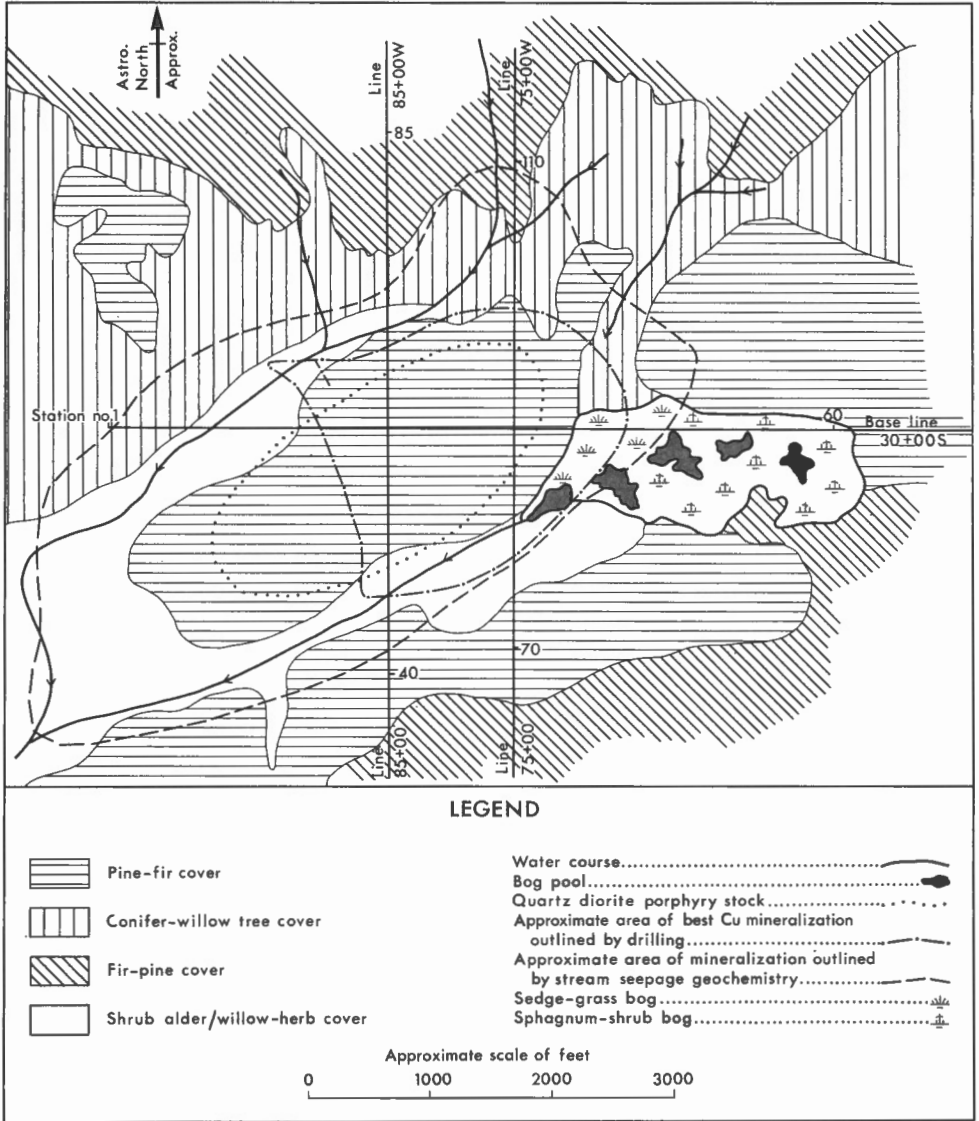 Astro.
North
Approx.
Line
85+00W
Line
75+00W
85
110
Station no.1
60
Base line
30+00S
70
40
Line
85+00
Line
75+00
LEGEND
Pine-fir cover
Conifer-willow tree cover
Fir-pine cover
Shrub alder/willow-herb cover
Water course
Bog pool
Quartz diorite porphyry stock
Approximate area of best Cu mineralization
outlined by drilling
Approximate area of mineralization outlined
by stream seepage geochemistry
Sedge-grass bog
Sphagnum-shrub bog
Approximate scale of feet
0 1000 2000 3000